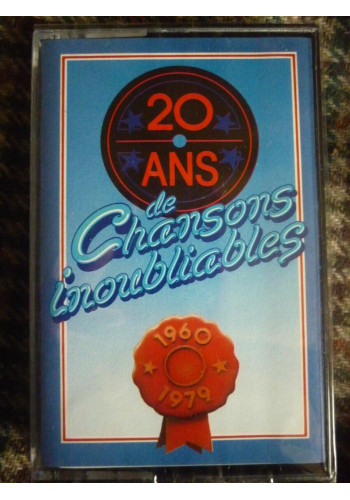 20
ANS
de
Chansons
inoubliables
1960
1979